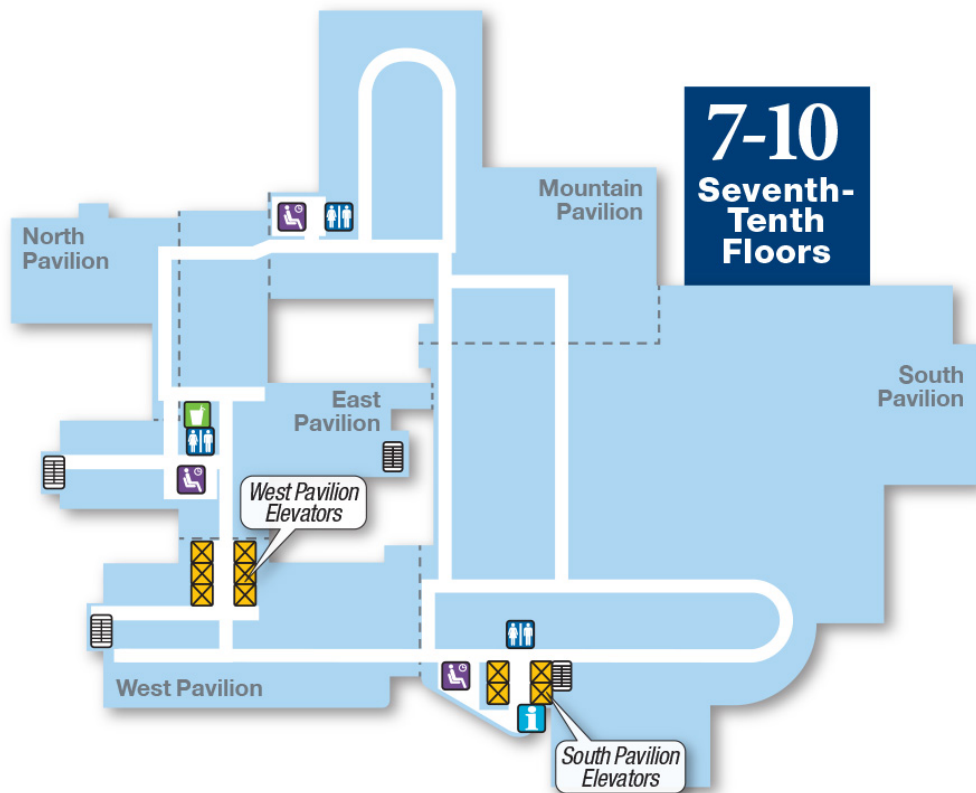 7-10
Seventh-
Tenth
Floors
Mountain
Pavilion
North
Pavilion
South
Pavilion
East
Pavilion
West Pavilion
Elevators
West Pavilion
i
South Pavilion
Elevators